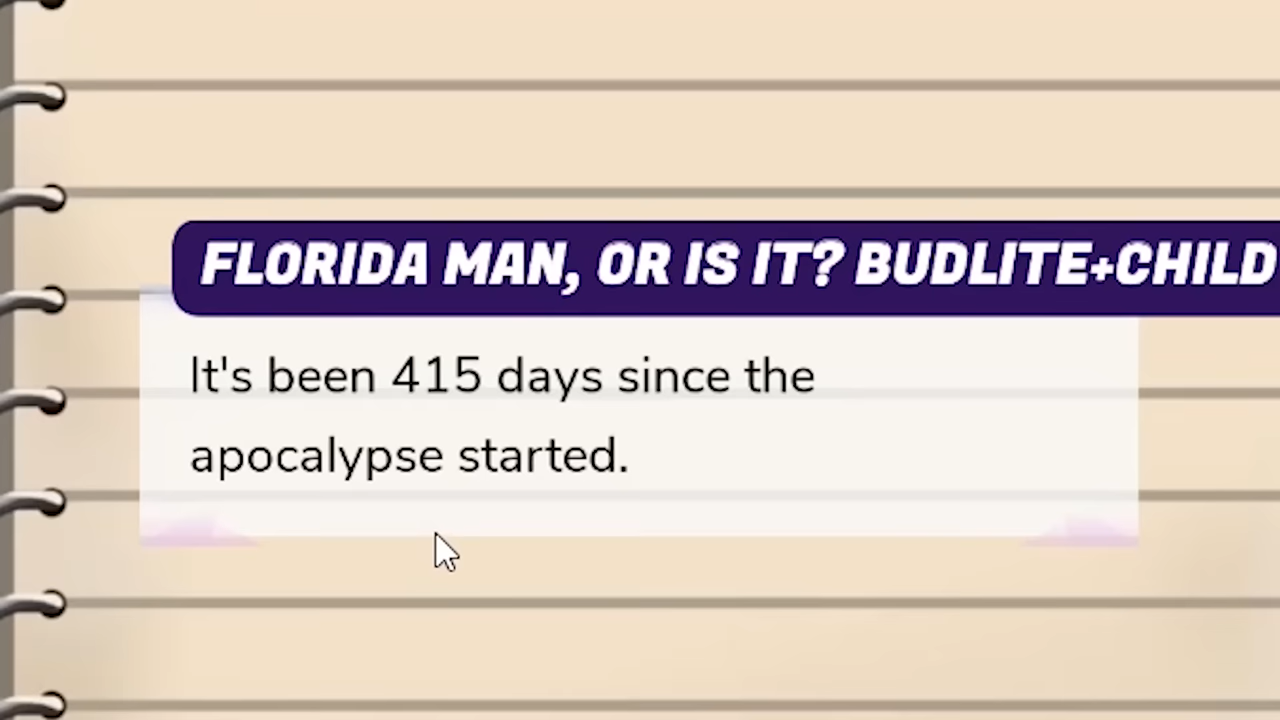 FLORIDA MAN, OR IS IT? BUDLITE+CHILD
It's been 415 days since the
apocalypse started.